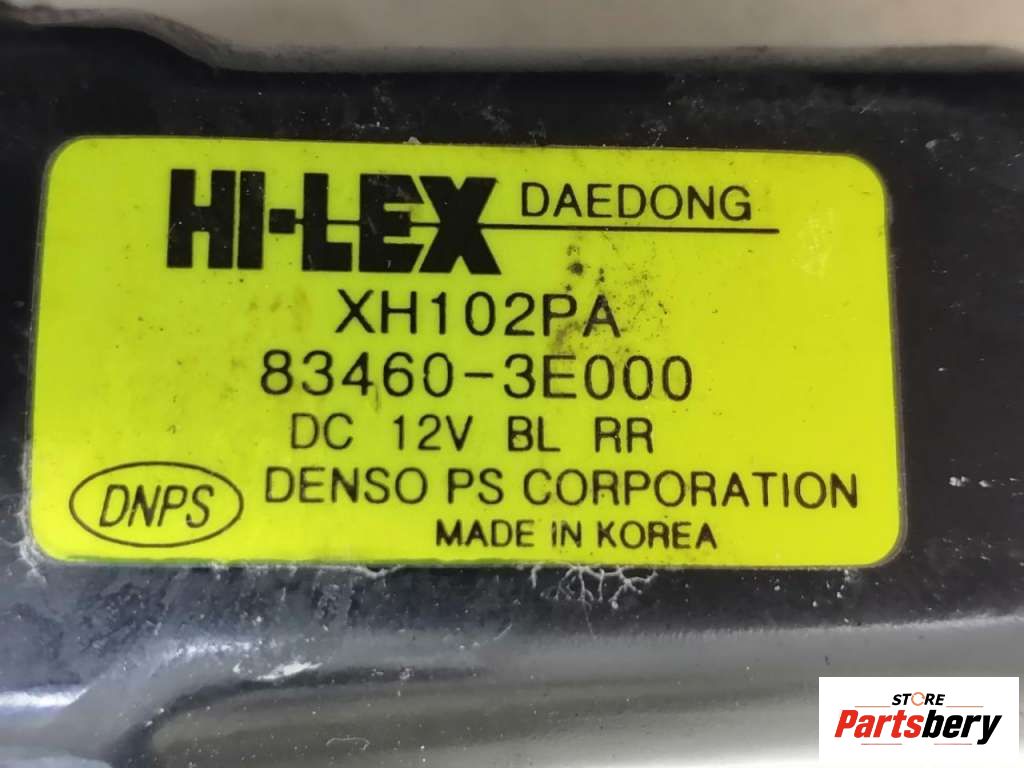 HI-LEX DAEDONG
XH102PA
83460-3E000
DC 12V BL RR
DNPS DENSO PS CORPORATION
MADE IN KOREA
STORE
Partsbery